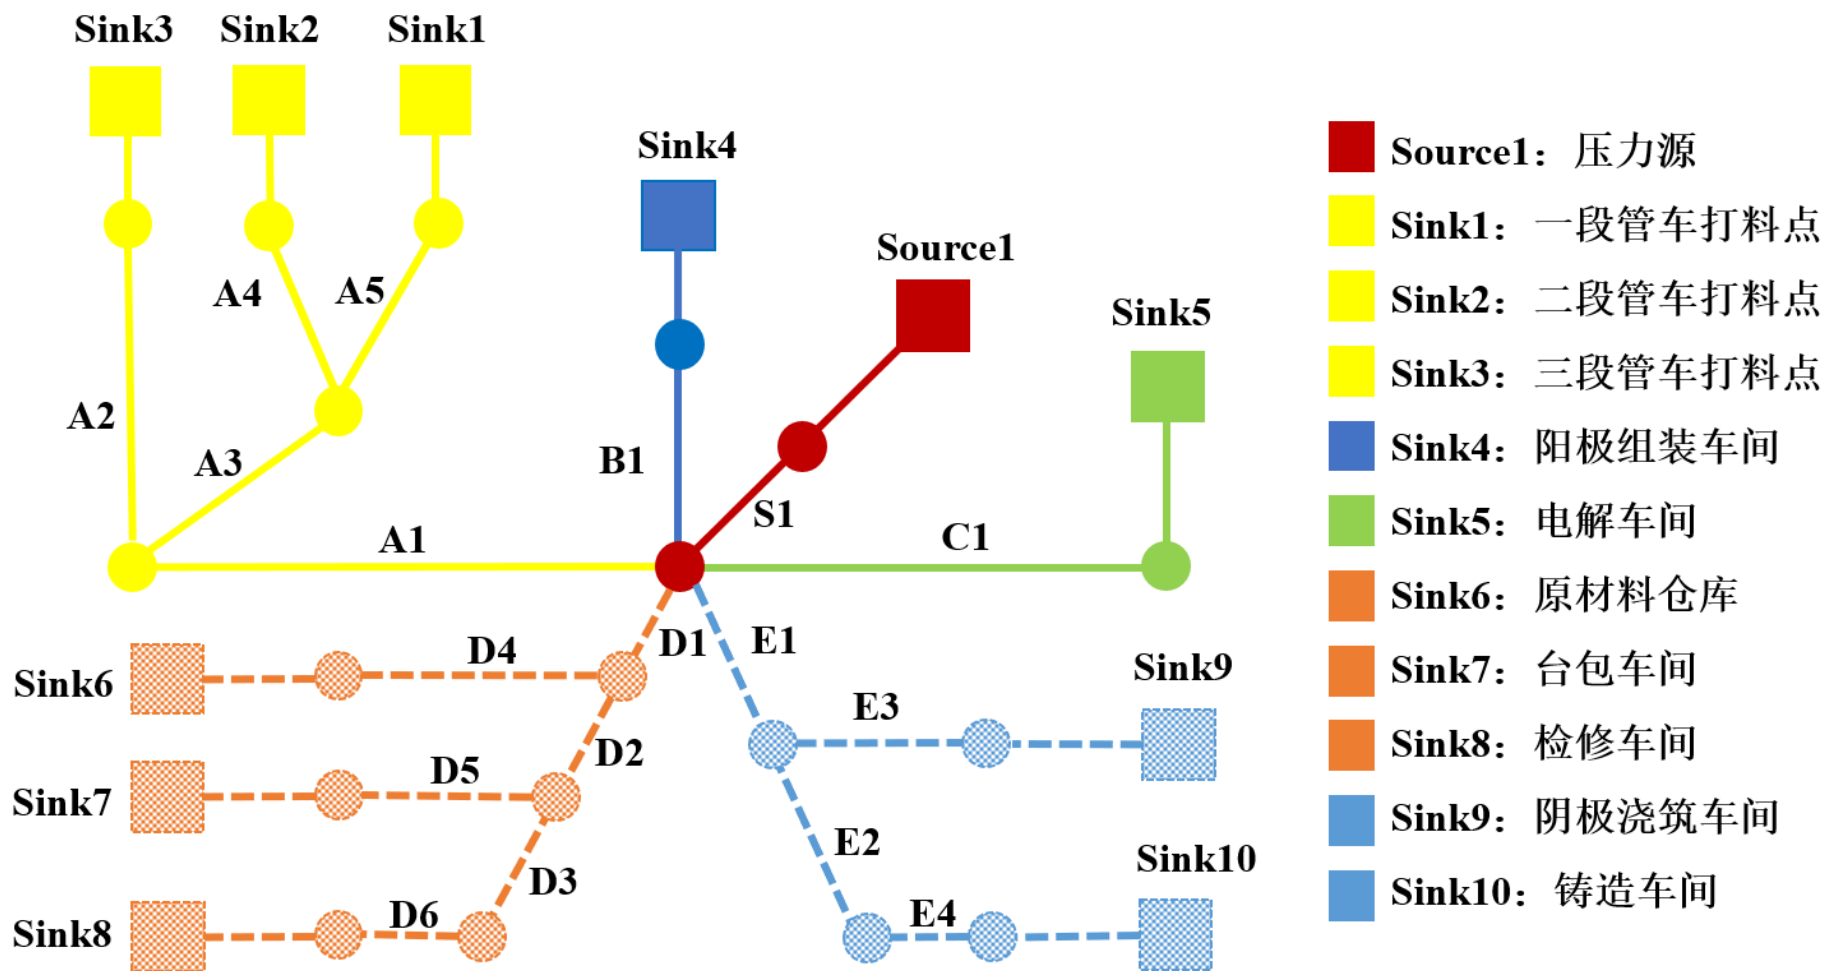 Sink3
Sink2
Sink1
Sink4
Source1
Sink5
A4
A5
A2
A3
B1
S1
A1
C1
D1
E1
D4
Sink6
Sink9
E3
D2
D5
Sink7
E2
Sink10
D3
D6
E4
Sink8
Source1：压力源
Sink1：一段管车打料点
Sink2：二段管车打料点
Sink3：三段管车打料点
Sink4：阳极组装车间
Sink5：电解车间
Sink6：原材料仓库
Sink7：台包车间
Sink8：检修车间
Sink9：阴极浇筑车间
Sink10：铸造车间